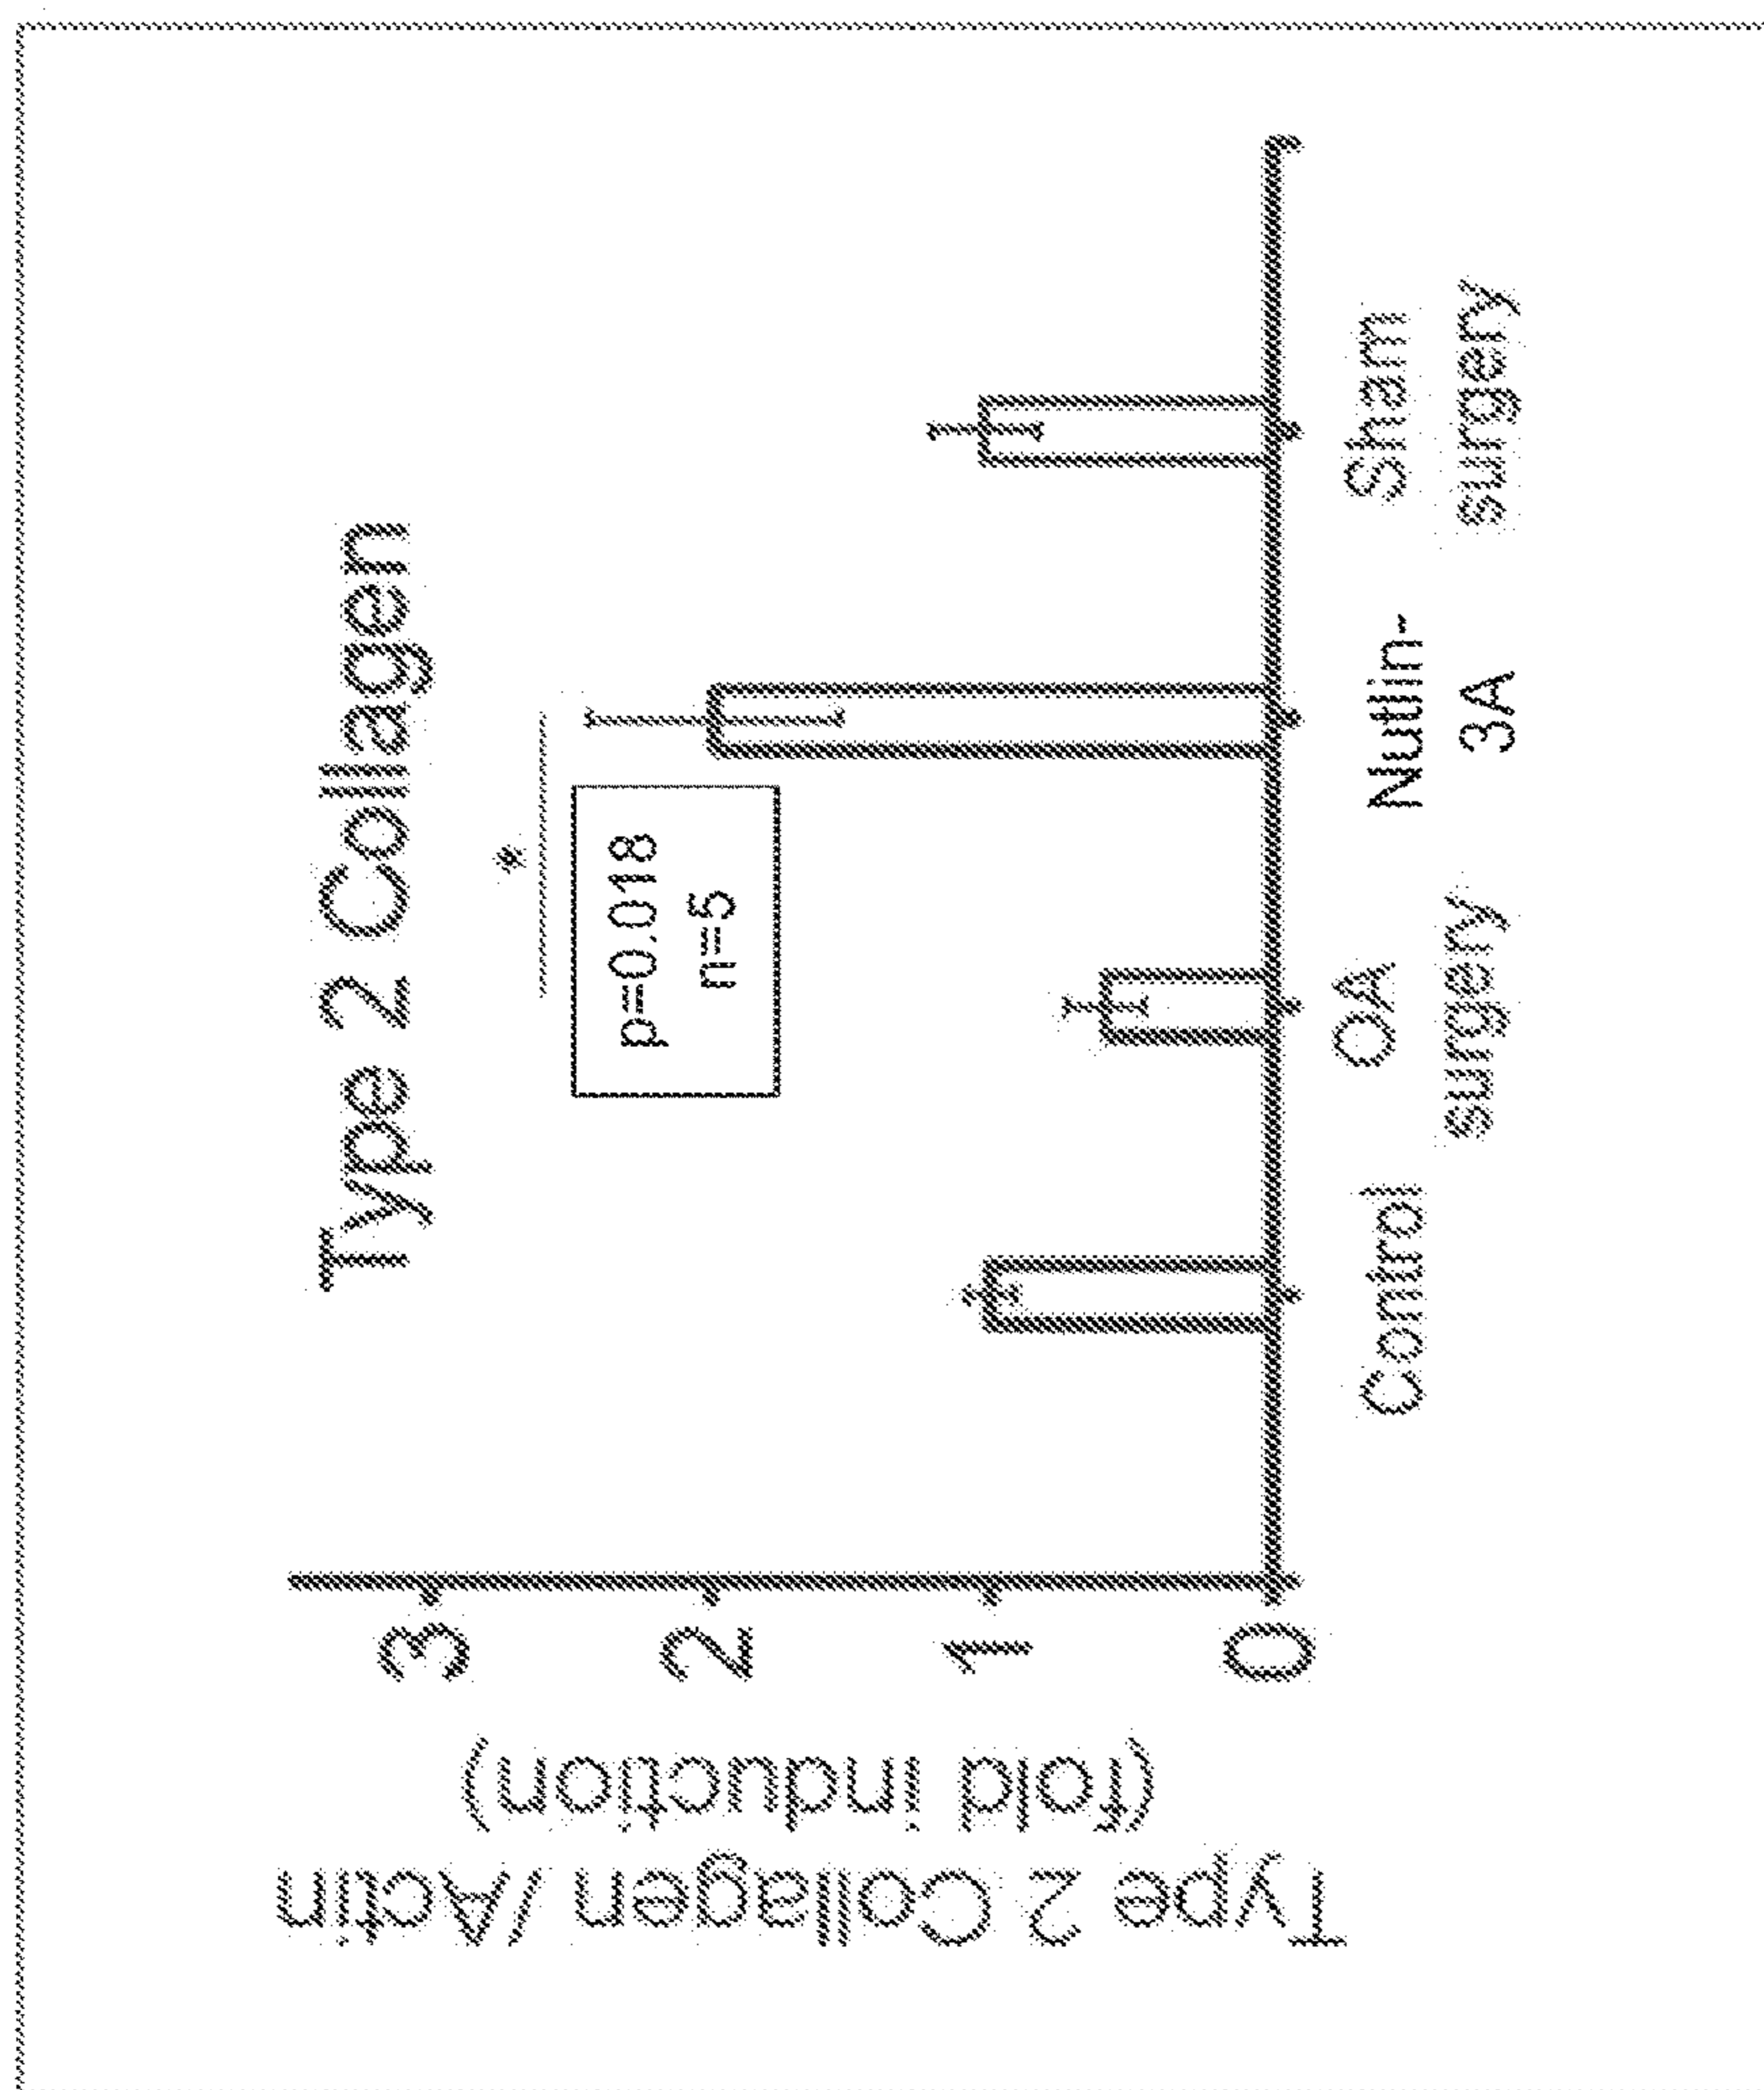 Type 2 Collagen
*
p=0.018
n=5
Type 2 Collagen /Actin
(fold induction)
3
2
1
0
Control
OA
surgery
Nutlin-
3A
Sham
surgery